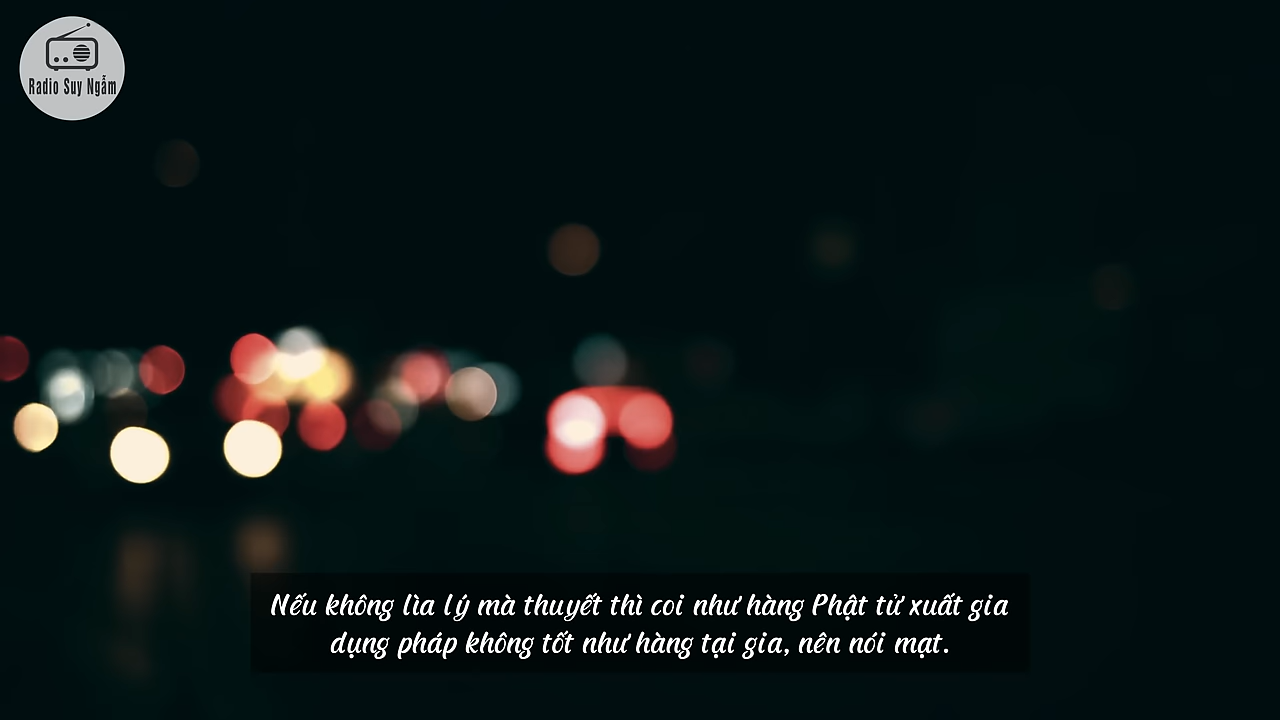 Radio Suy Ngẫm
Nếu không lìa lý mà thuyết thì coi như hàng Phật tử xuất gia
dụng pháp không tốt như hàng tại gia, nên nói mạt.